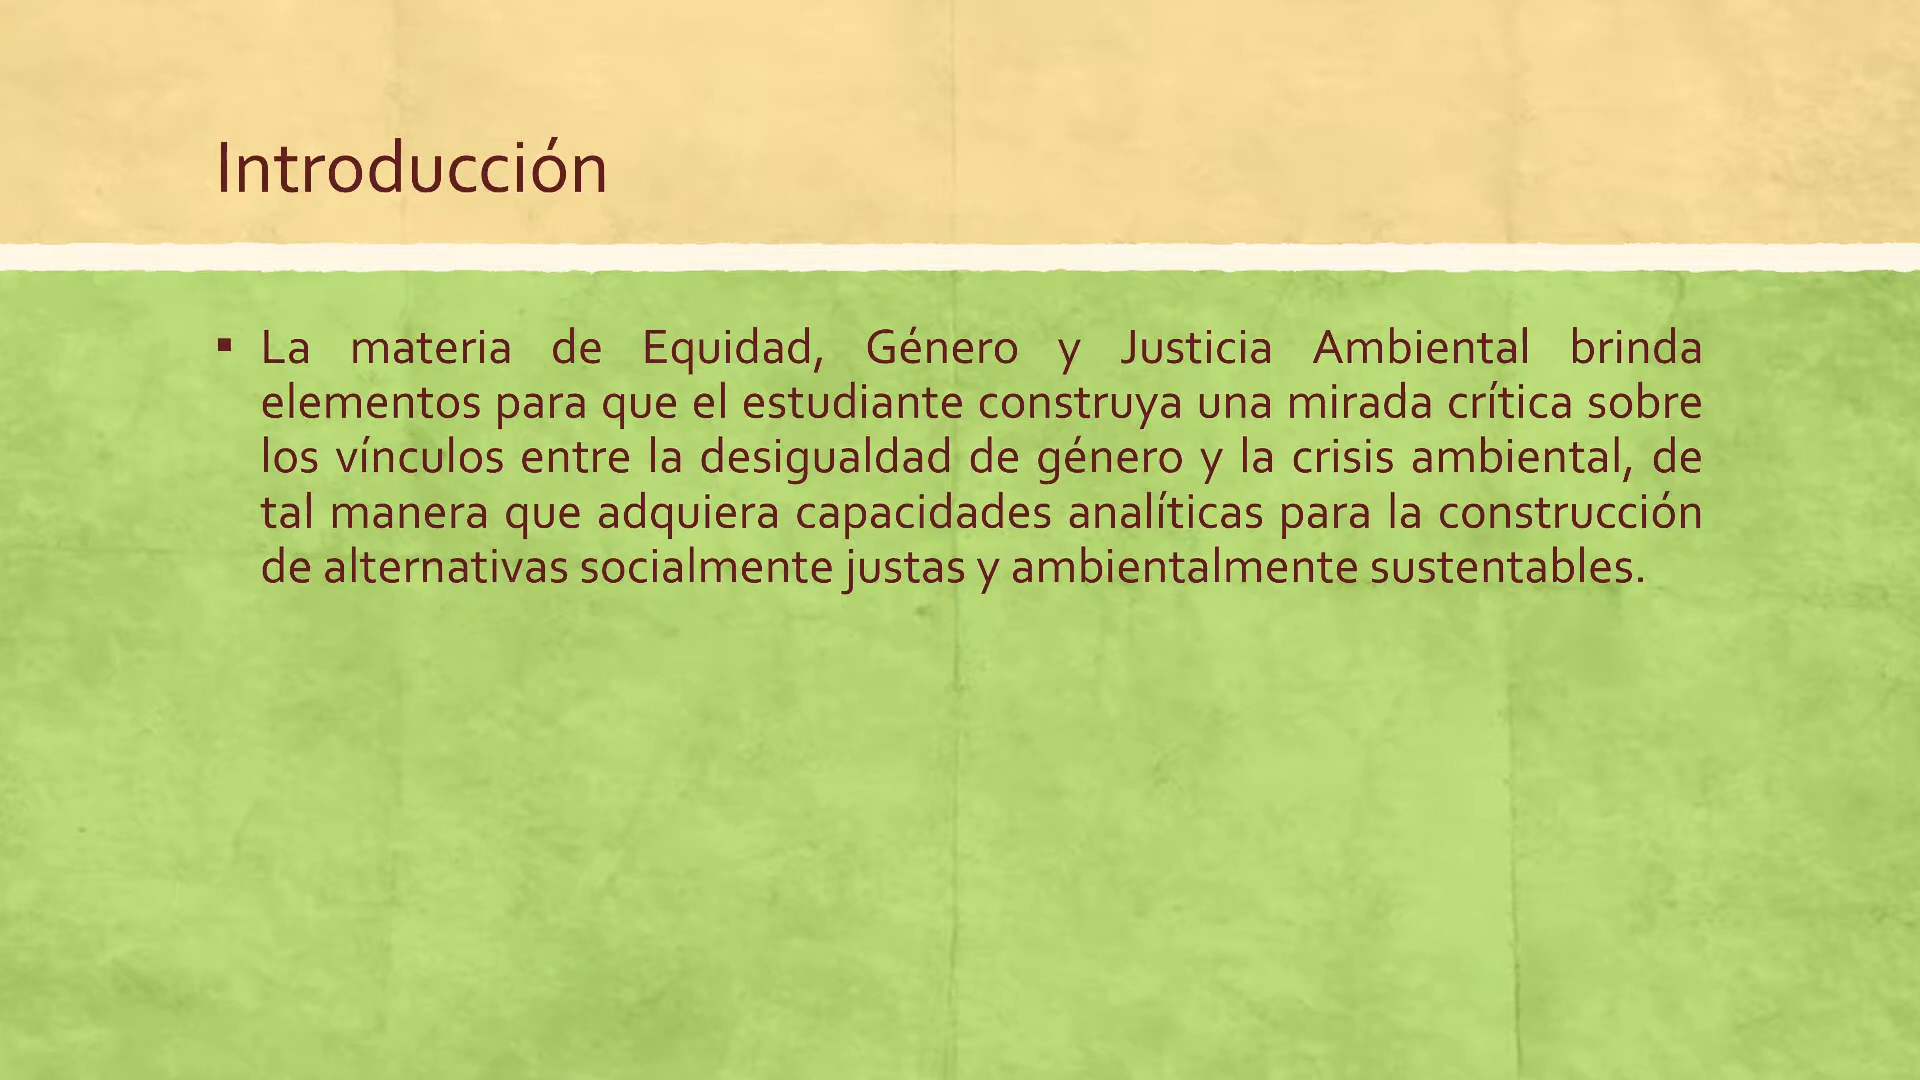 Introducción
▪ La materia de Equidad, Género y Justicia Ambiental brinda
elementos para que el estudiante construya una mirada crítica sobre
los vínculos entre la desigualdad de género y la crisis ambiental, de
tal manera que adquiera capacidades analíticas para la construcción
de alternativas socialmente justas y ambientalmente sustentables.